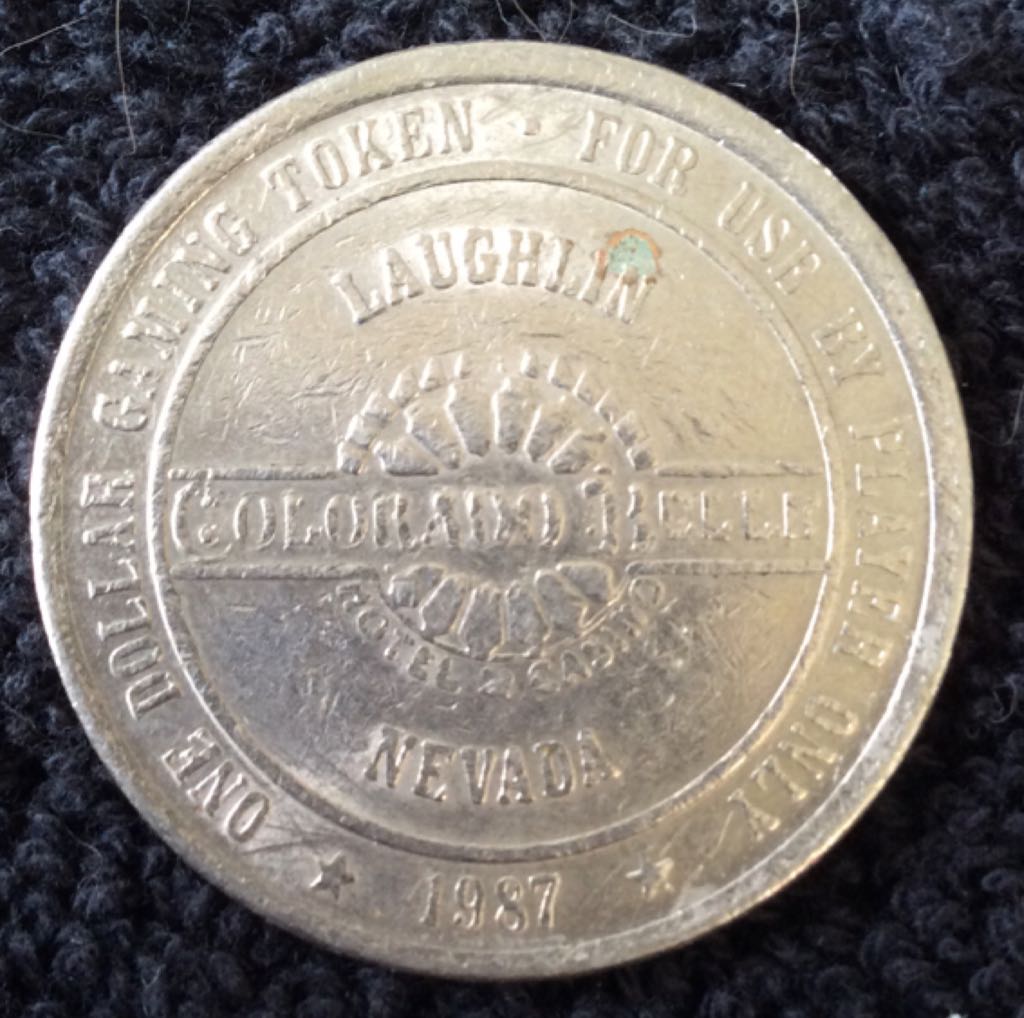 ONE DOLLAR GAMING TOKEN · FOR USE BY PLAYER ONLY
LAUGHLIN
COLORADO BELLE
HOTEL & CASINO
NEVADA
★ 1987 ★